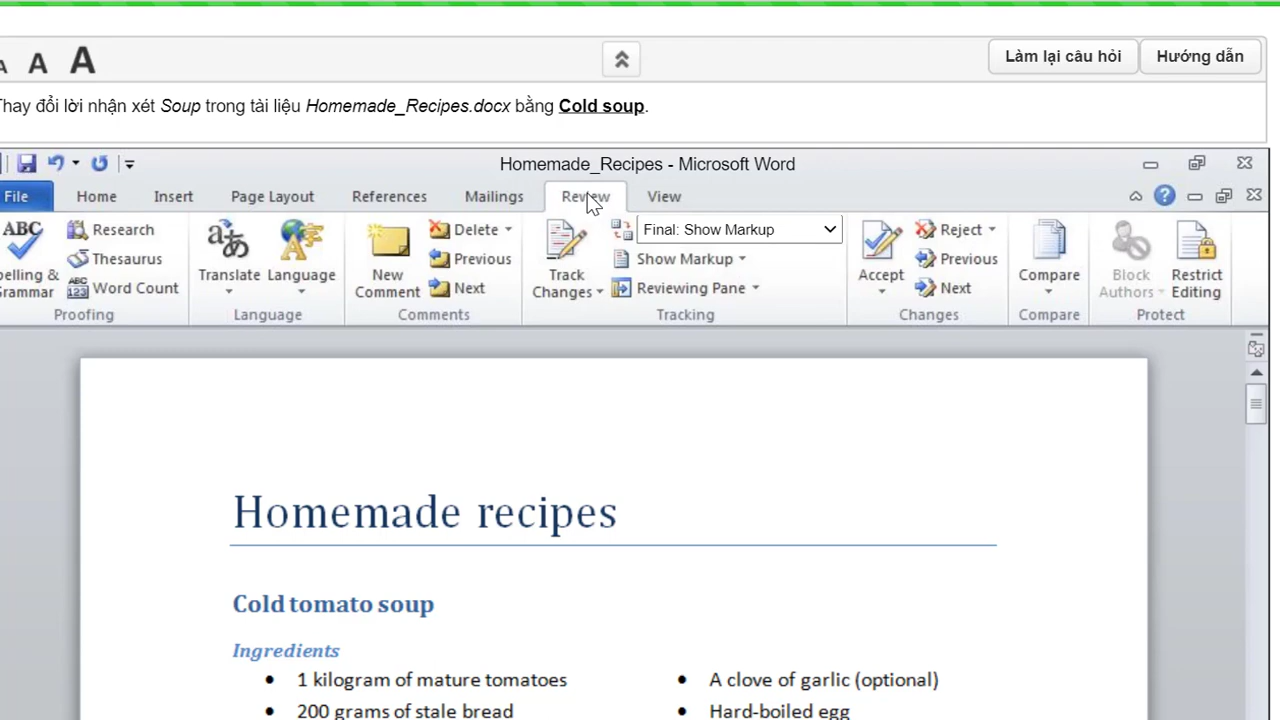 A A A Làm lại câu hỏi Hướng dẫn
Thay đổi lời nhận xét Soup trong tài liệu Homemade_Recipes.docx bằng Cold soup.
Homemade_Recipes - Microsoft Word
File Home Insert Page Layout References Mailings Review View
ABC Research Delete Final: Show Markup Reject
Thesaurus Previous Show Markup Previous
Spelling & Grammar ABC 123 Word Count Translate Language New Comment Next Track Changes Reviewing Pane Accept Next Compare Block Authors Restrict Editing
Proofing Language Comments Tracking Changes Compare Protect
Homemade recipes
Cold tomato soup
Ingredients
• 1 kilogram of mature tomatoes • A clove of garlic (optional)
• 200 grams of stale bread • Hard-boiled egg